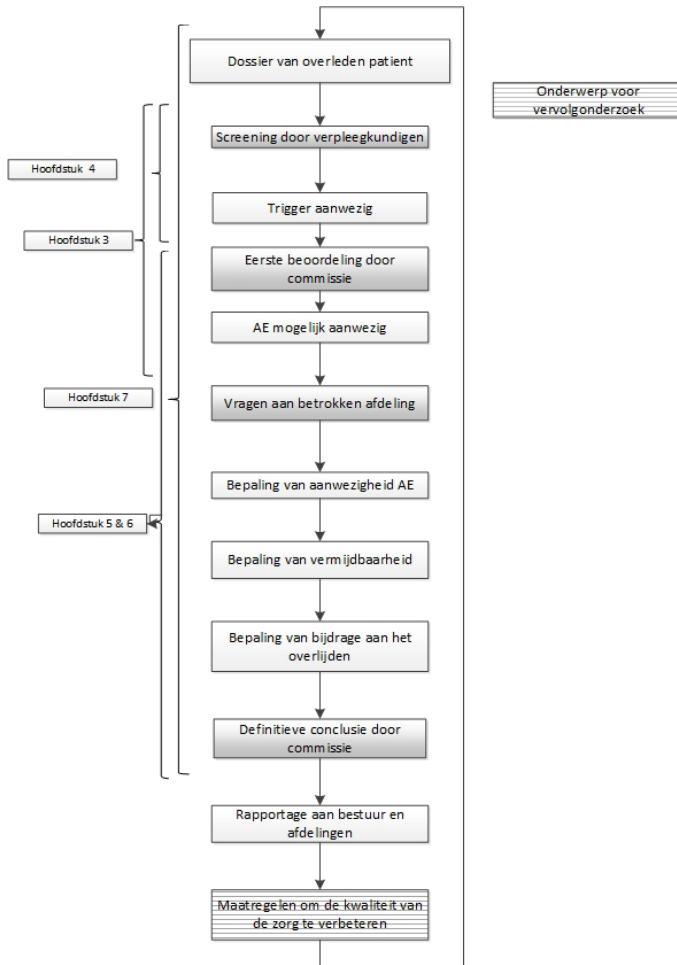 Dossier van overleden patient
Onderwerp voor
vervolgonderzoek
Screening door verpleegkundigen
Hoofdstuk 4
Trigger aanwezig
Hoofdstuk 3
Eerste beoordeling door
commissie
AE mogelijk aanwezig
Hoofdstuk 7
Vragen aan betrokken afdeling
Bepaling van aanwezigheid AE
Hoofdstuk 5 & 6
Bepaling van vermijdbaarheid
Bepaling van bijdrage aan het
overlijden
Definitieve conclusie door
commissie
Rapportage aan bestuur en
afdelingen
Maatregelen om de kwaliteit van
de zorg te verbeteren